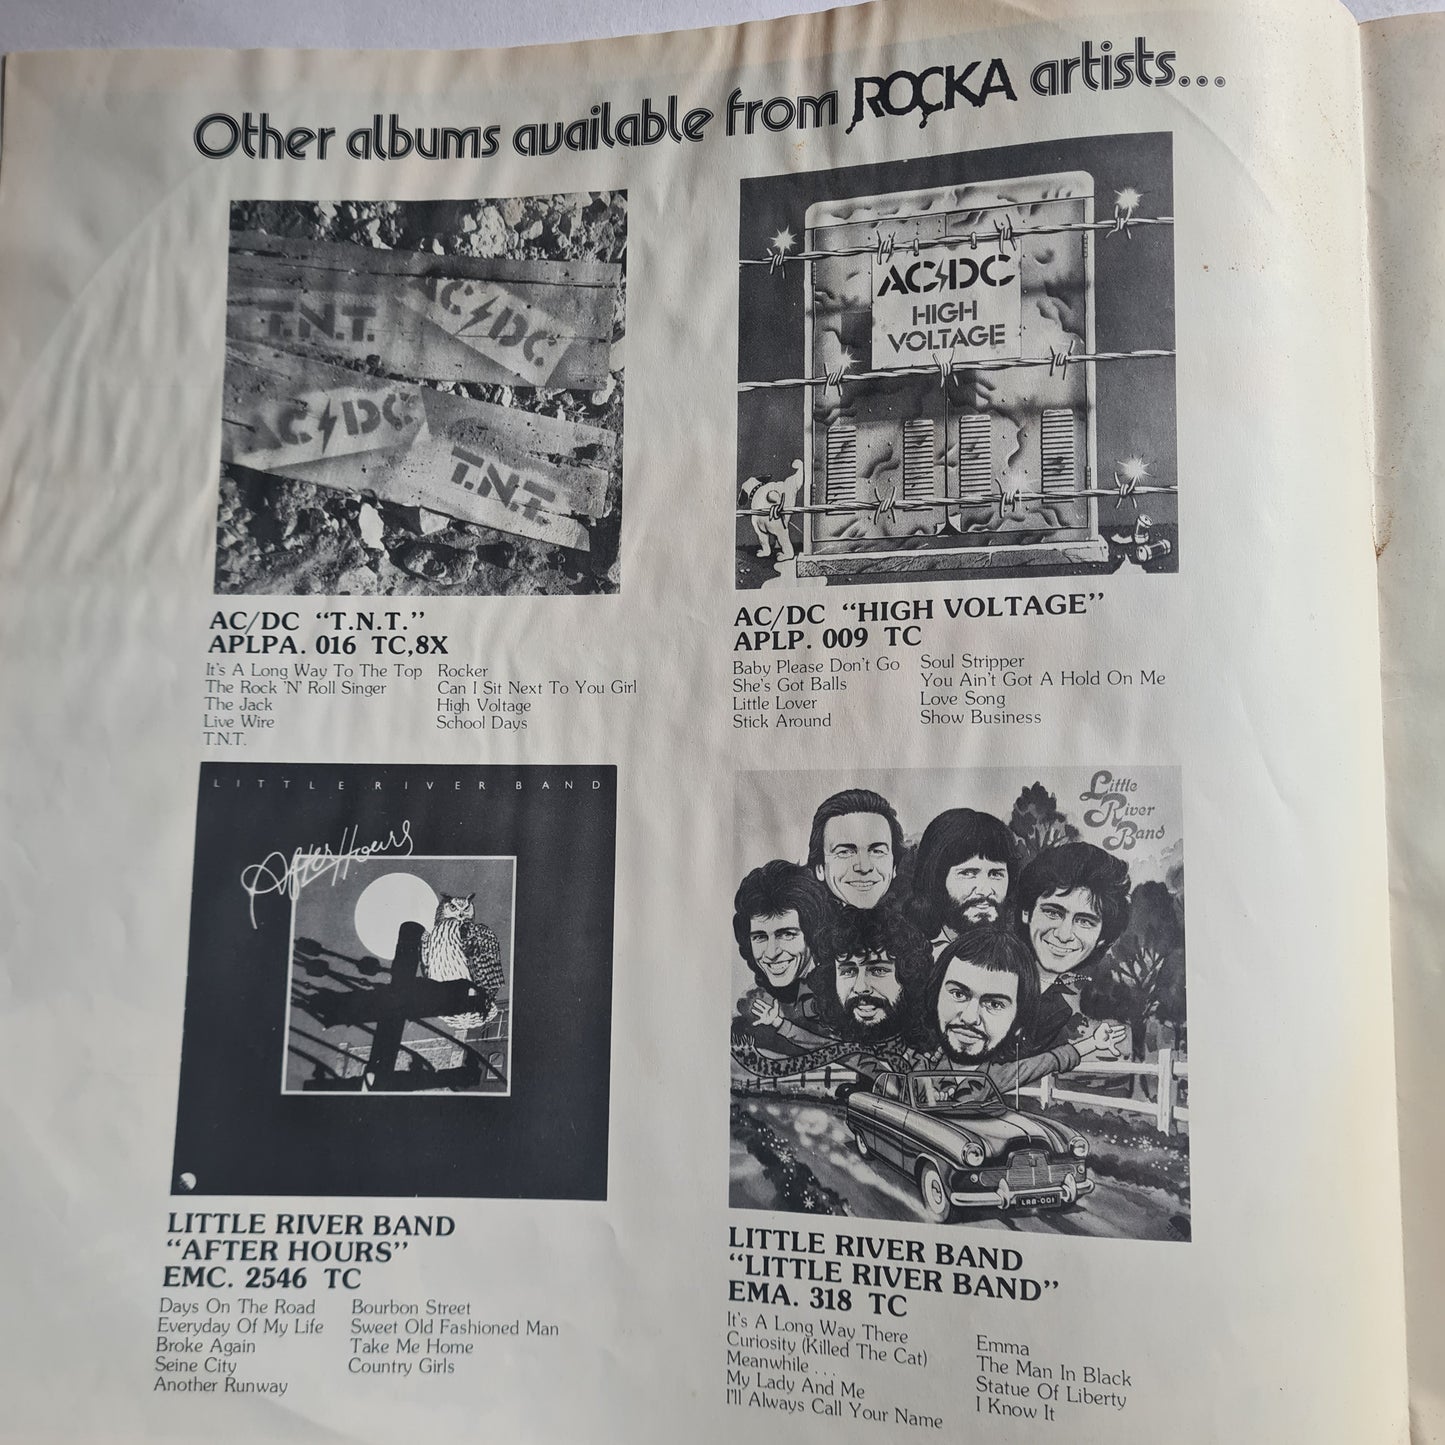 Other albums available from ROCKA artists...
T.N.T.
AC/DC
AC/DC
T.N.T.
AC/DC
HIGH
VOLTAGE
AC/DC "T.N.T."
APLPA. 016 TC,8X
It's A Long Way To The Top
The Rock 'N' Roll Singer
The Jack
Live Wire
T.N.T.
Rocker
Can I Sit Next To You Girl
High Voltage
School Days
AC/DC "HIGH VOLTAGE"
APLP. 009 TC
Baby Please Don't Go
She's Got Balls
Little Lover
Stick Around
Soul Stripper
You Ain't Got A Hold On Me
Love Song
Show Business
LITTLE RIVER BAND
After Hours
Little
River
Band
LRB-001
LITTLE RIVER BAND
"AFTER HOURS"
EMC. 2546 TC
Days On The Road
Everyday Of My Life
Broke Again
Seine City
Another Runway
Bourbon Street
Sweet Old Fashioned Man
Take Me Home
Country Girls
LITTLE RIVER BAND
"LITTLE RIVER BAND"
EMA. 318 TC
It's A Long Way There
Curiosity (Killed The Cat)
Meanwhile . . .
My Lady And Me
I'll Always Call Your Name
Emma
The Man In Black
Statue Of Liberty
I Know It